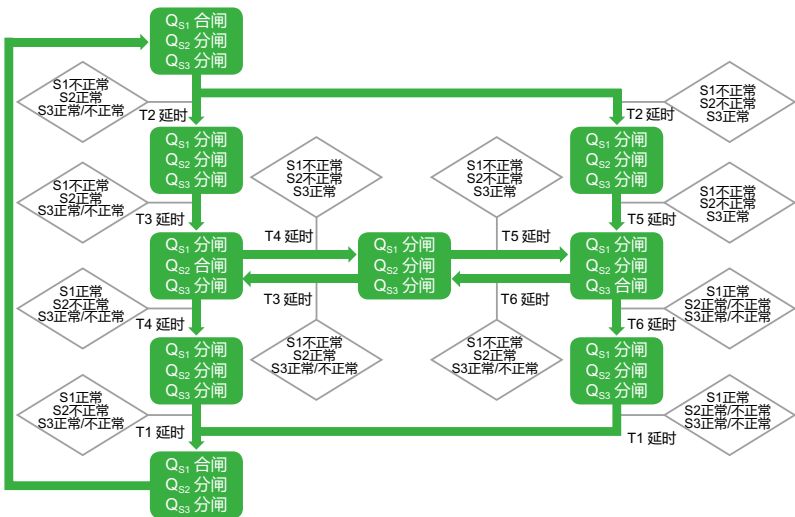 QS1 合闸
QS2 分闸
QS3 分闸
S1不正常
S2正常
S3正常/不正常
T2 延时
T2 延时
S1不正常
S2不正常
S3正常
QS1 分闸
QS2 分闸
QS3 分闸
QS1 分闸
QS2 分闸
QS3 分闸
S1不正常
S2正常
S3正常/不正常
T3 延时
S1不正常
S2不正常
S3正常
S1不正常
S2不正常
S3正常
T5 延时
S1不正常
S2不正常
S3正常
QS1 分闸
QS2 合闸
QS3 分闸
T4 延时
T3 延时
QS1 分闸
QS2 分闸
QS3 分闸
T5 延时
T6 延时
QS1 分闸
QS2 分闸
QS3 合闸
S1正常
S2不正常
S3正常/不正常
T4 延时
S1不正常
S2正常
S3正常/不正常
S1不正常
S2正常
S3正常/不正常
T6 延时
S1正常
S2正常/不正常
S3正常/不正常
QS1 分闸
QS2 分闸
QS3 分闸
QS1 分闸
QS2 分闸
QS3 分闸
S1正常
S2不正常
S3正常/不正常
T1 延时
T1 延时
S1正常
S2正常/不正常
S3正常/不正常
QS1 合闸
QS2 分闸
QS3 分闸